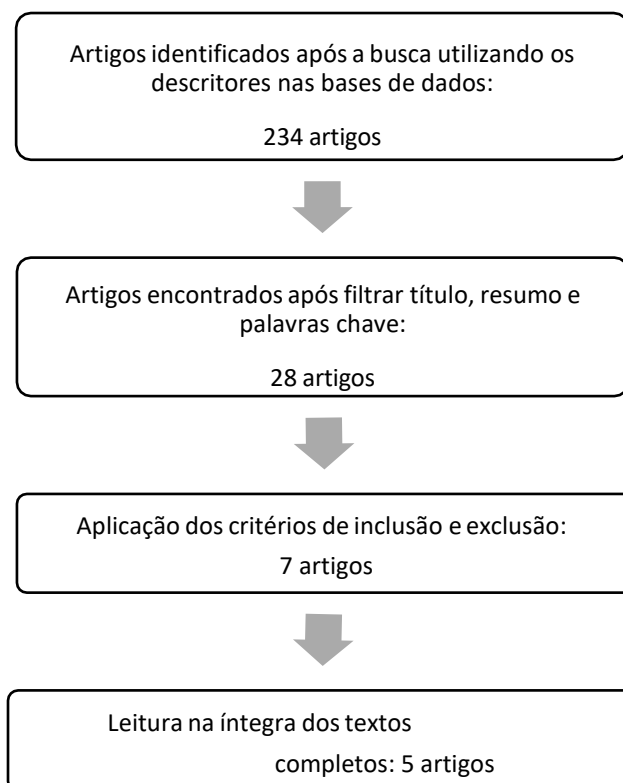 Artigos identificados após a busca utilizando os
descritores nas bases de dados:
234 artigos
Artigos encontrados após filtrar título, resumo e
palavras chave:
28 artigos
Aplicação dos critérios de inclusão e exclusão:
7 artigos
Leitura na íntegra dos textos
completos: 5 artigos